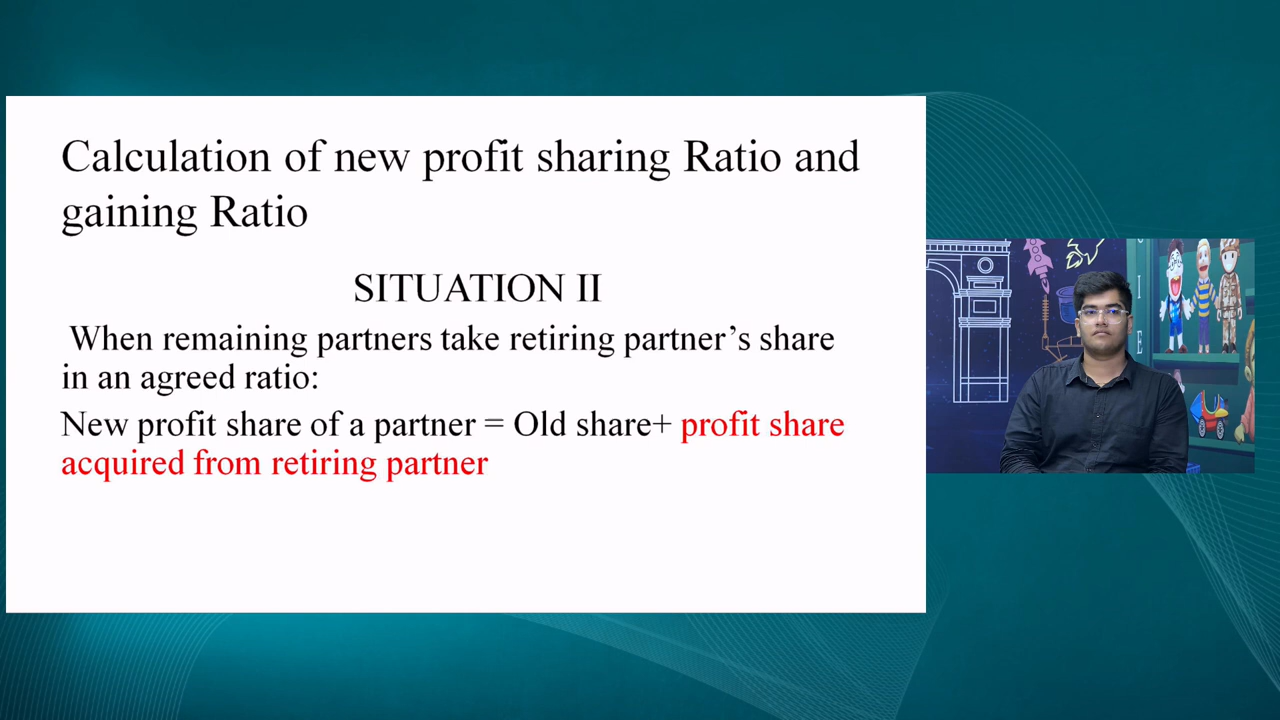 Calculation of new profit sharing Ratio and
gaining Ratio
SITUATION II
When remaining partners take retiring partner’s share
in an agreed ratio:
New profit share of a partner = Old share+ profit share
acquired from retiring partner
I
E